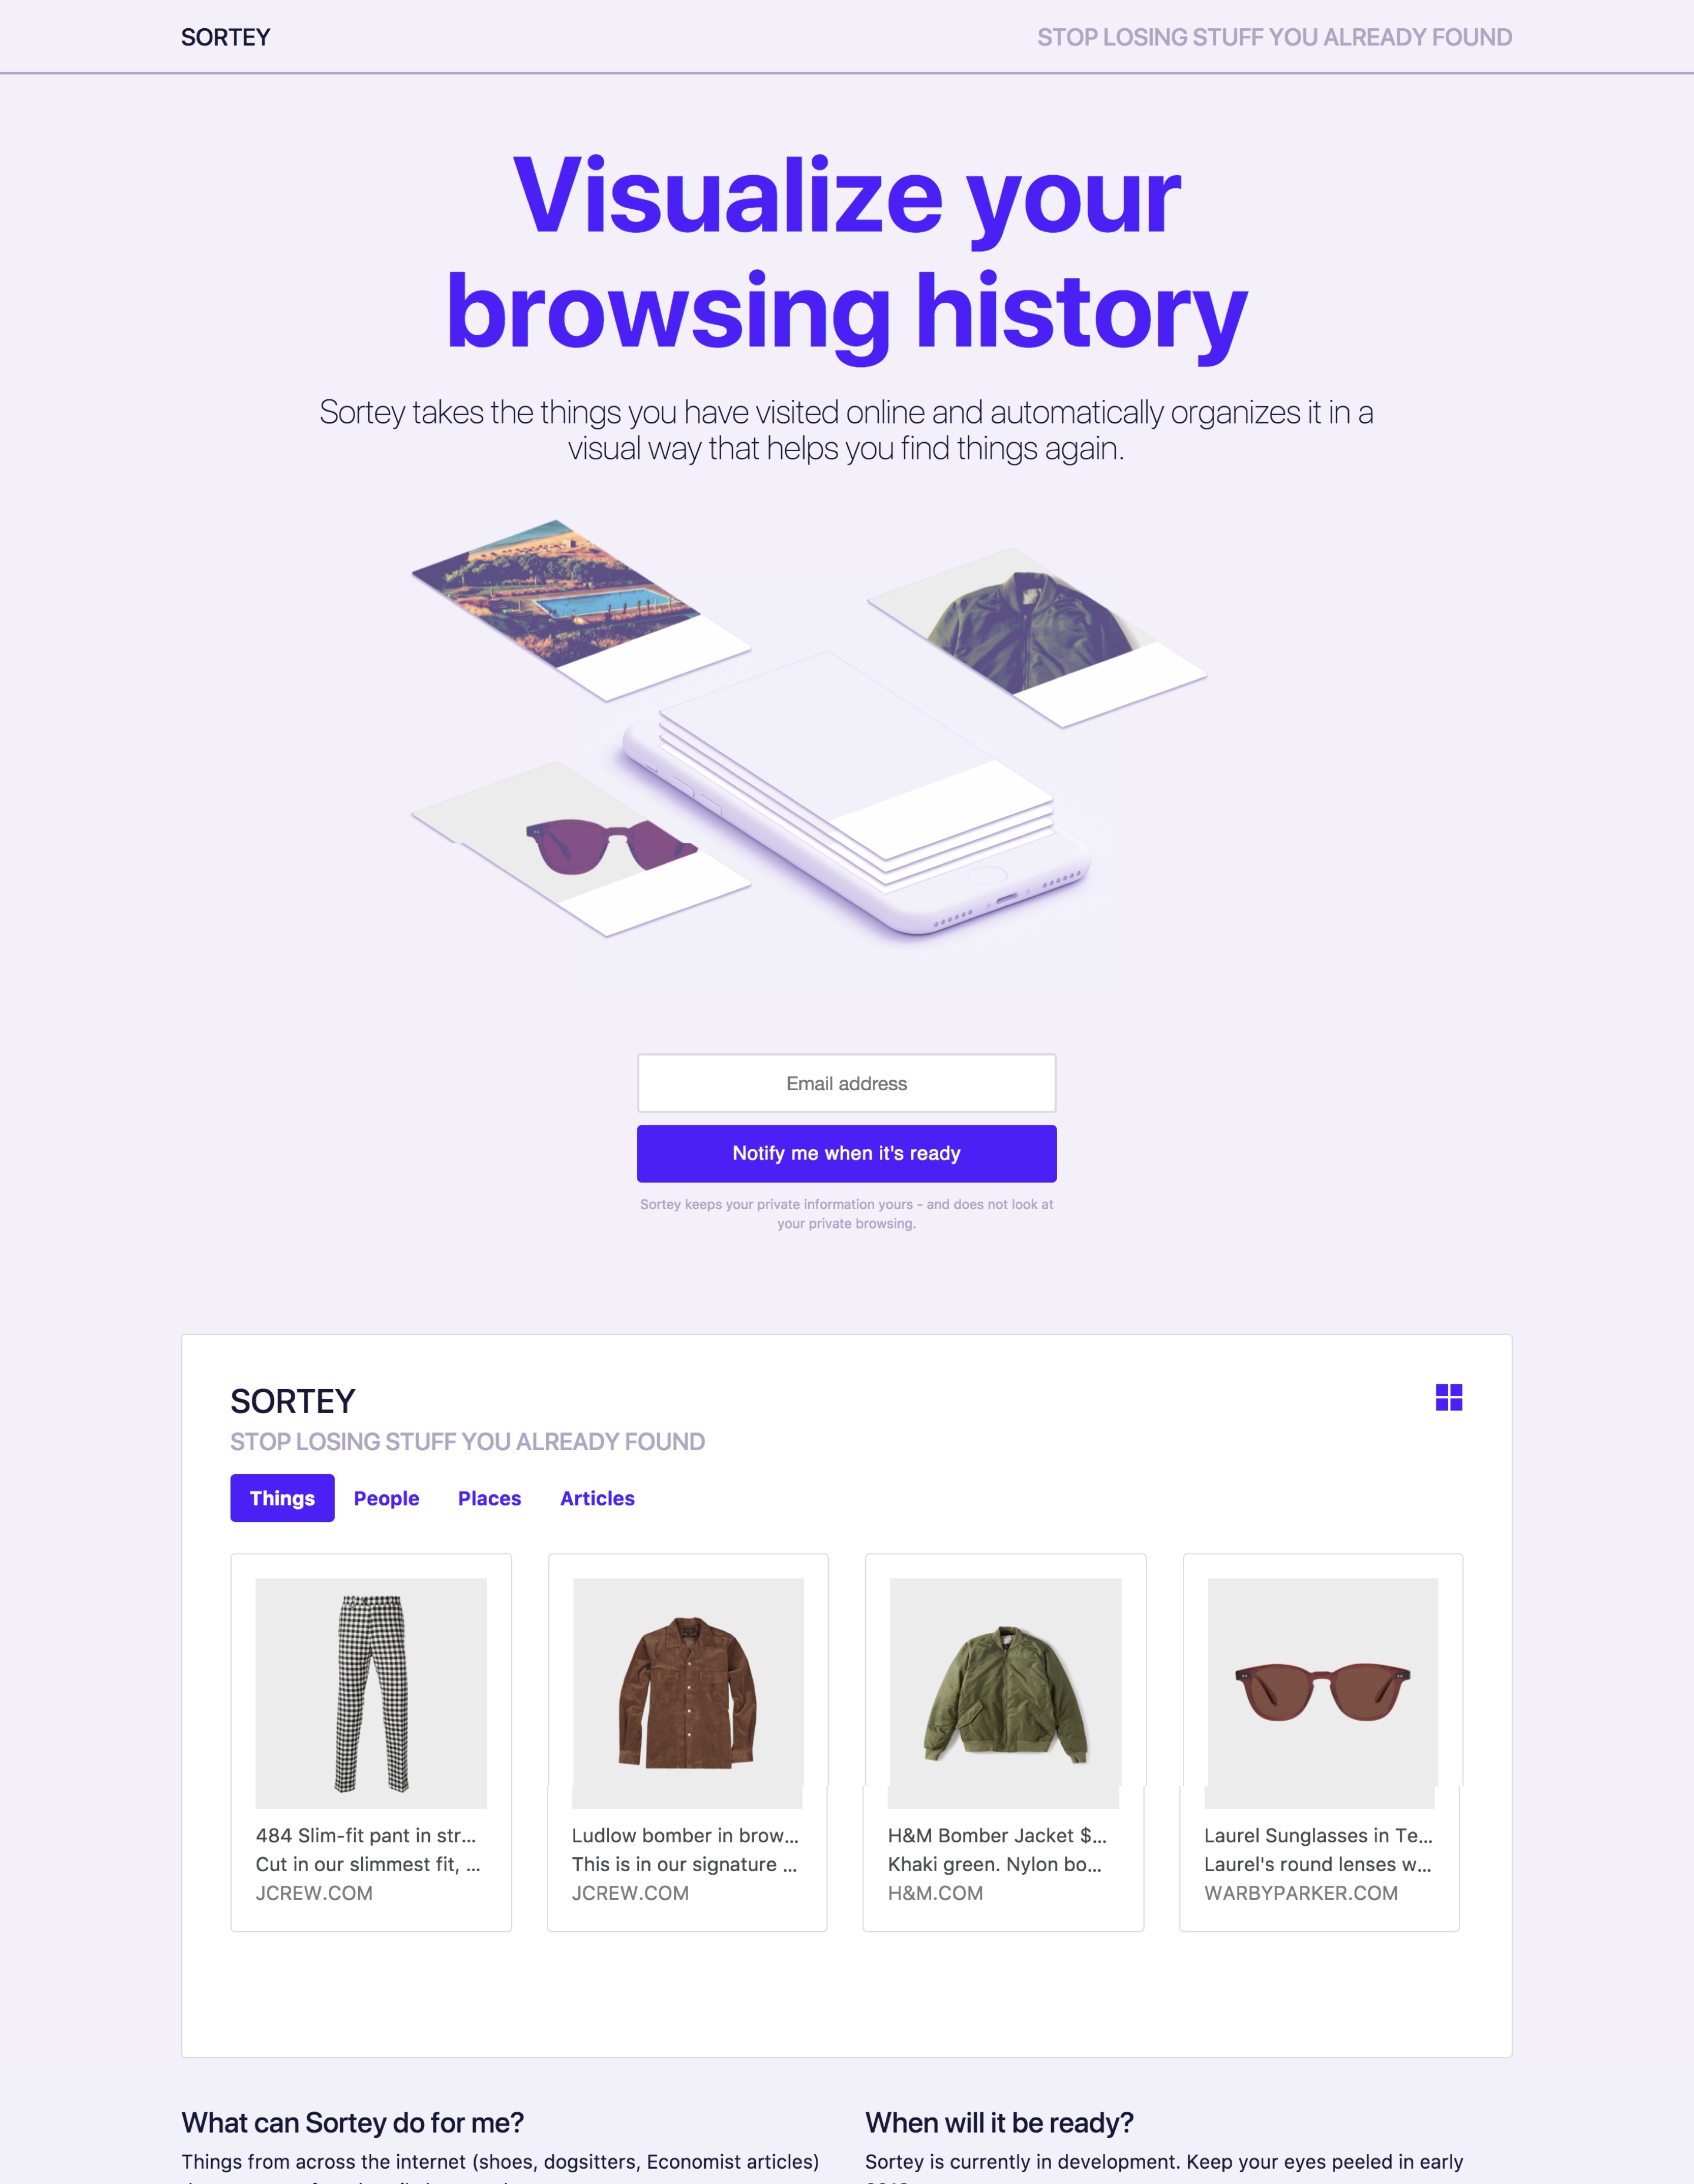 SORTEY
STOP LOSING STUFF YOU ALREADY FOUND
Visualize your
browsing history
Sortey takes the things you have visited online and automatically organizes it in a
visual way that helps you find things again.
Email address
Notify me when it's ready
Sortey keeps your private information yours - and does not look at
your private browsing.
SORTEY
STOP LOSING STUFF YOU ALREADY FOUND
Things People Places Articles
484 Slim-fit pant in str...
Cut in our slimmest fit, ...
JCREW.COM
Ludlow bomber in brow...
This is in our signature ...
JCREW.COM
H&M Bomber Jacket $...
Khaki green. Nylon bo...
H&M.COM
Laurel Sunglasses in Te...
Laurel's round lenses w...
WARBYPARKER.COM
What can Sortey do for me?
Things from across the internet (shoes, dogsitters, Economist articles)
When will it be ready?
Sortey is currently in development. Keep your eyes peeled in early